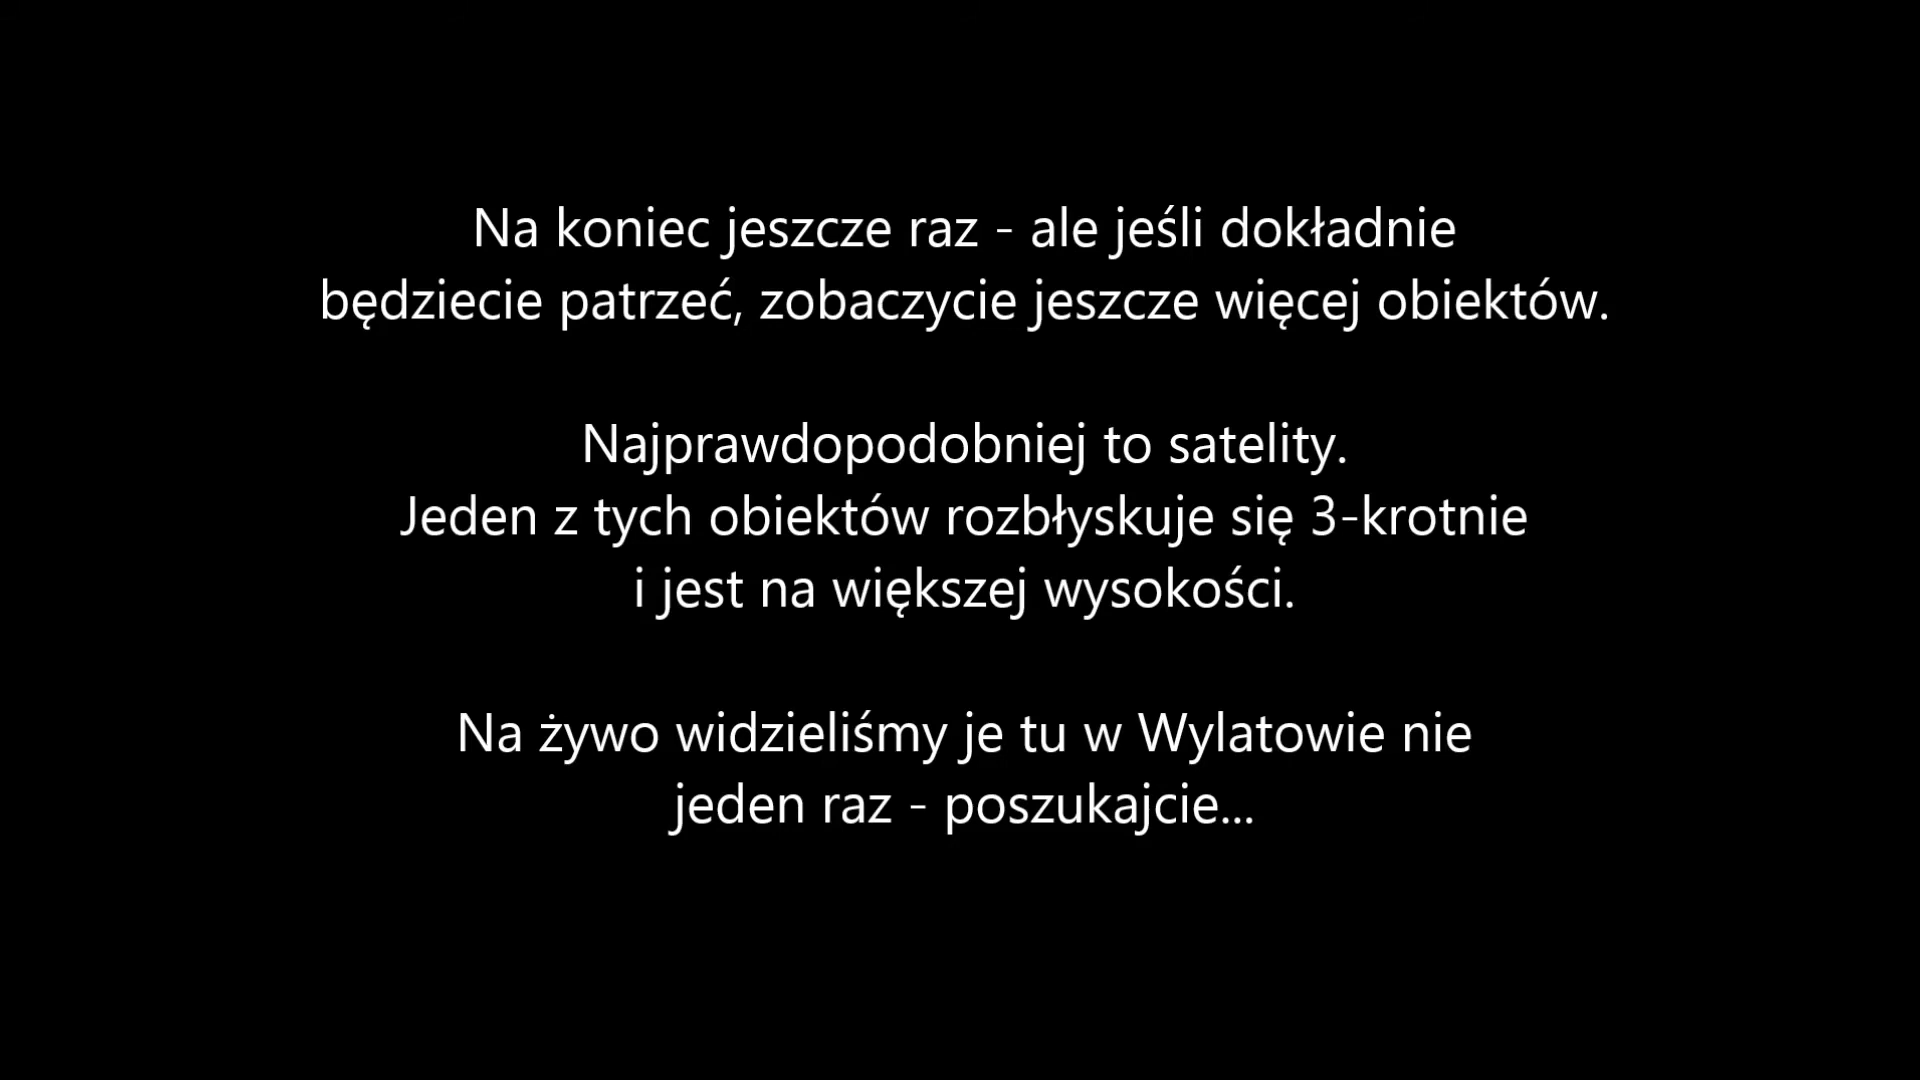 Na koniec jeszcze raz - ale jeśli dokładnie
będziecie patrzeć, zobaczycie jeszcze więcej obiektów.
Najprawdopodobniej to satelity.
Jeden z tych obiektów rozbłyskuje się 3-krotnie
i jest na większej wysokości.
Na żywo widzieliśmy je tu w Wylatowie nie
jeden raz - poszukajcie...